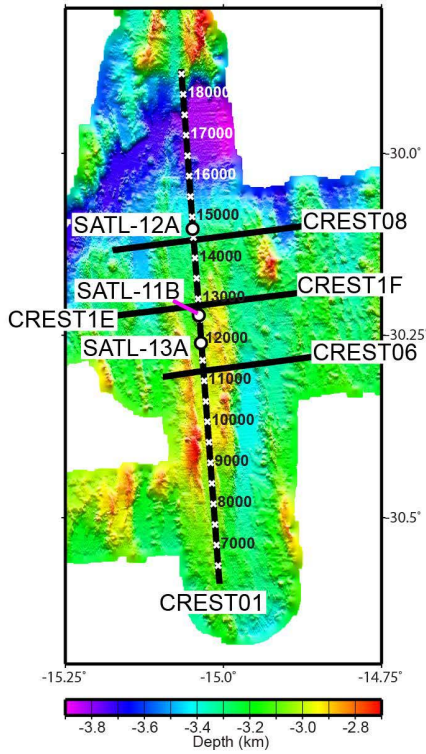 18000
17000
-30.0°
16000
15000
SATL-12A
CREST08
14000
SATL-11B
CREST1F
13000
CREST1E
12000
-30.25°
SATL-13A
CREST06
11000
10000
9000
8000
-30.5°
7000
CREST01
-15.25° -15.0° -14.75°
-3.8 -3.6 -3.4 -3.2 -3.0 -2.8
Depth (km)